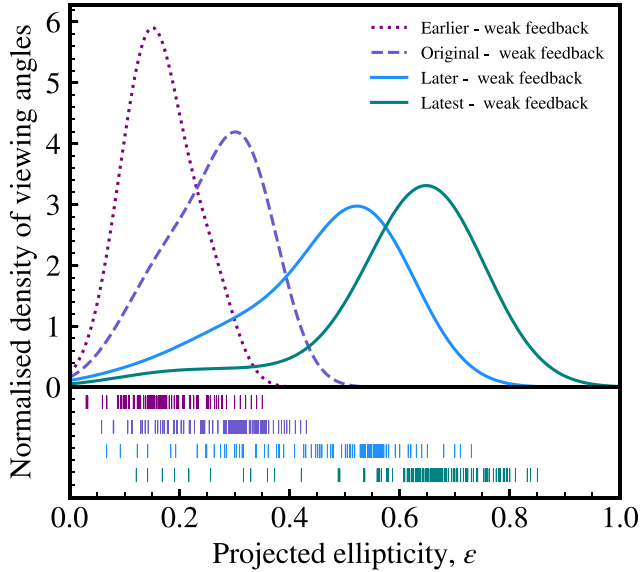 Earlier - weak feedback
Original - weak feedback
Later - weak feedback
Latest - weak feedback
Normalised density of viewing angles
6
5
4
3
2
1
0
0.0 0.2 0.4 0.6 0.8 1.0
Projected ellipticity, ε